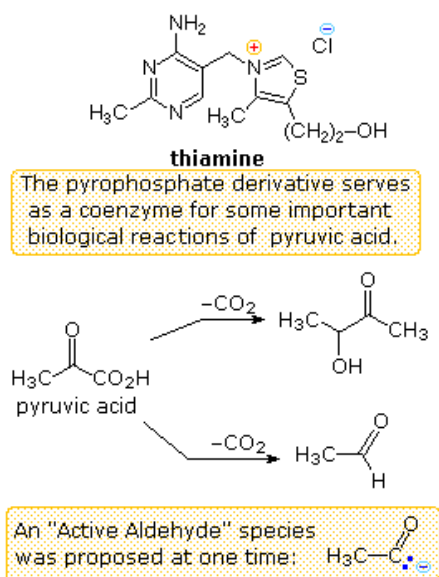 NH₂
⊖
Cl
⊕
N
N
S
H₃C
N
H₃C
(CH₂)₂–OH
thiamine
The pyrophosphate derivative serves
as a coenzyme for some important
biological reactions of pyruvic acid.
–CO₂
O
H₃C
CH₃
OH
O
H₃C
CO₂H
pyruvic acid
–CO₂
O
H₃C
H
An "Active Aldehyde" species
was proposed at one time:
O
H₃C–C:⊖